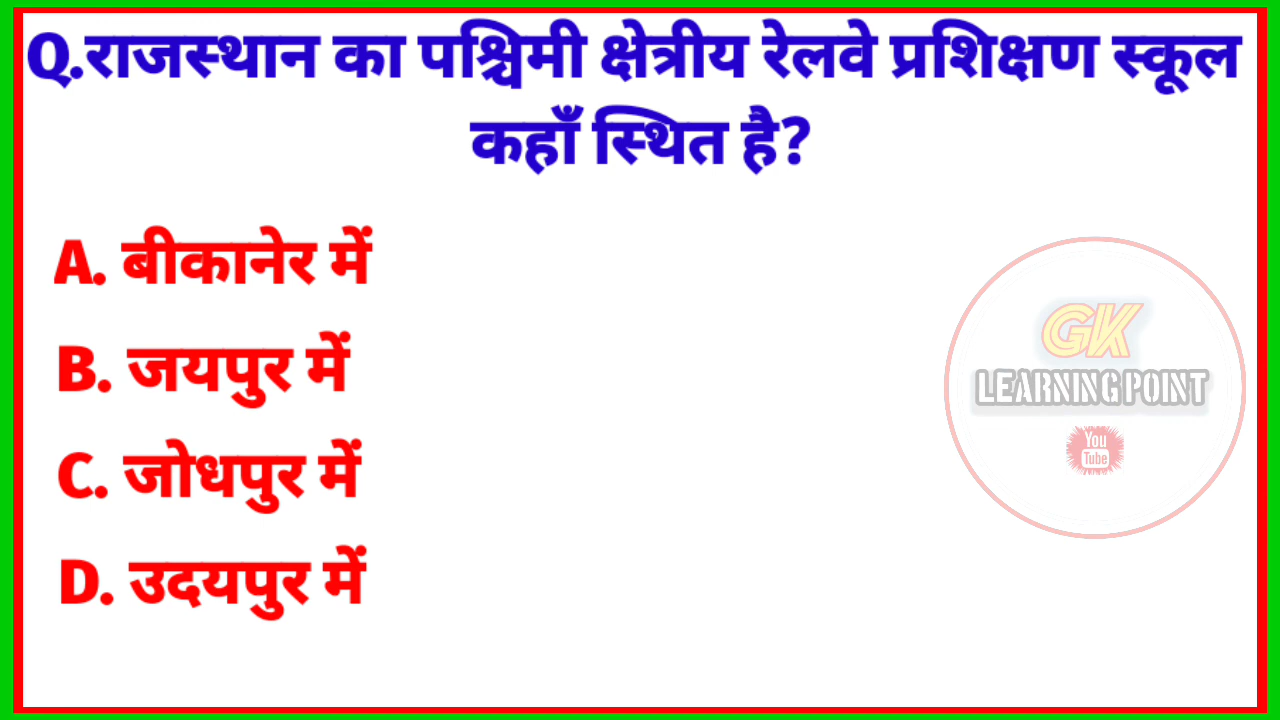 Q.राजस्थान का पश्चिमी क्षेत्रीय रेलवे प्रशिक्षण स्कूल
कहाँ स्थित है?
A. बीकानेर में
B. जयपुर में
C. जोधपुर में
D. उदयपुर में
GK
LEARNING POINT
You
Tube